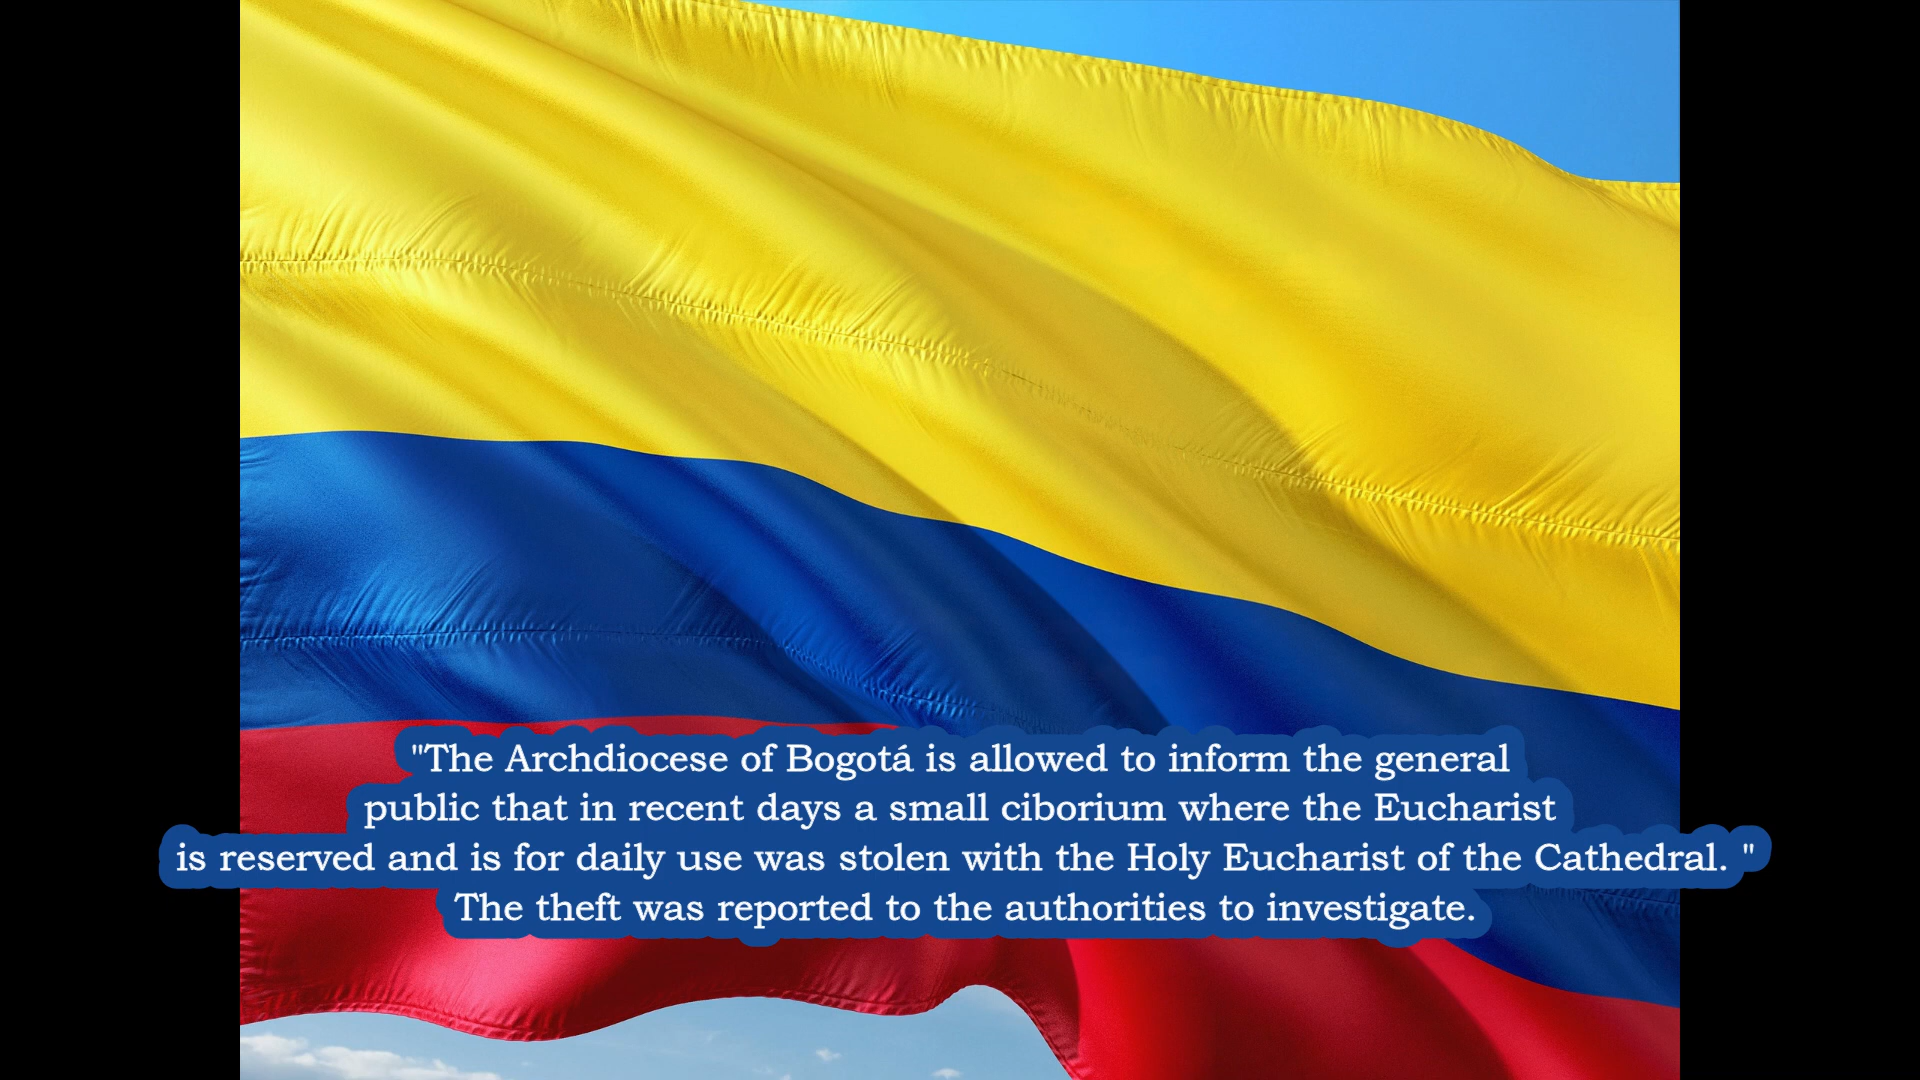 "The Archdiocese of Bogotá is allowed to inform the general
public that in recent days a small ciborium where the Eucharist
is reserved and is for daily use was stolen with the Holy Eucharist of the Cathedral. "
The theft was reported to the authorities to investigate.